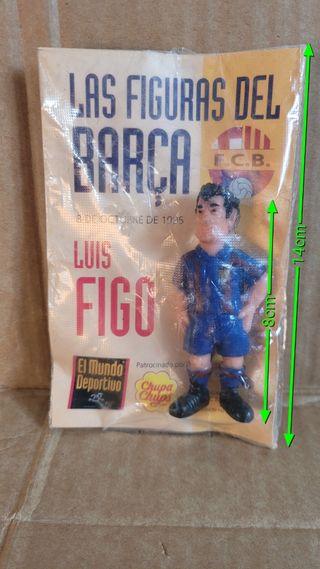 LAS FIGURAS DEL
BARÇA
F.C.B.
8 DE OCTUBRE DE 1995
LUIS
FIGO
El Mundo
Deportivo
Patrocinado por
Chupa
Chups
8cm
14cm